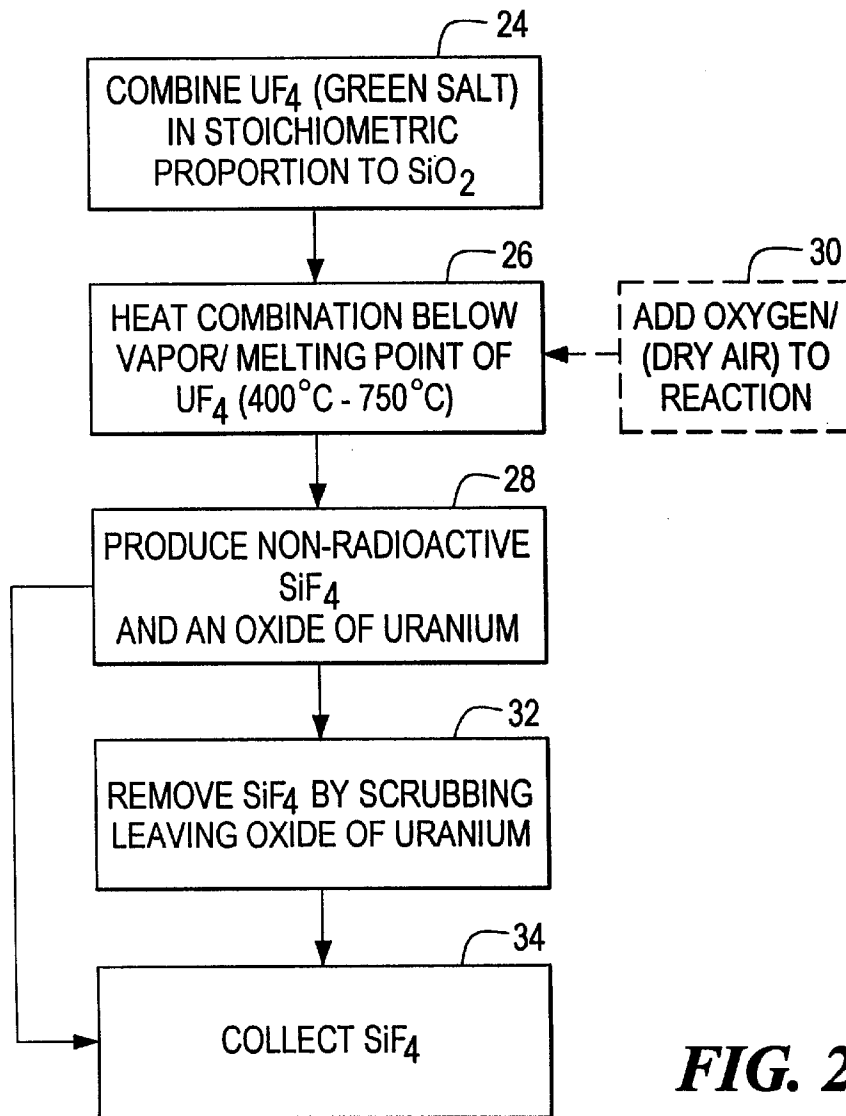 24
COMBINE UF₄ (GREEN SALT)
IN STOICHIOMETRIC
PROPORTION TO SiO₂
26
HEAT COMBINATION BELOW
VAPOR/ MELTING POINT OF
UF₄ (400°C - 750°C)
30
ADD OXYGEN/
(DRY AIR) TO
REACTION
28
PRODUCE NON-RADIOACTIVE
SiF₄
AND AN OXIDE OF URANIUM
32
REMOVE SiF₄ BY SCRUBBING
LEAVING OXIDE OF URANIUM
34
COLLECT SiF₄
FIG. 2